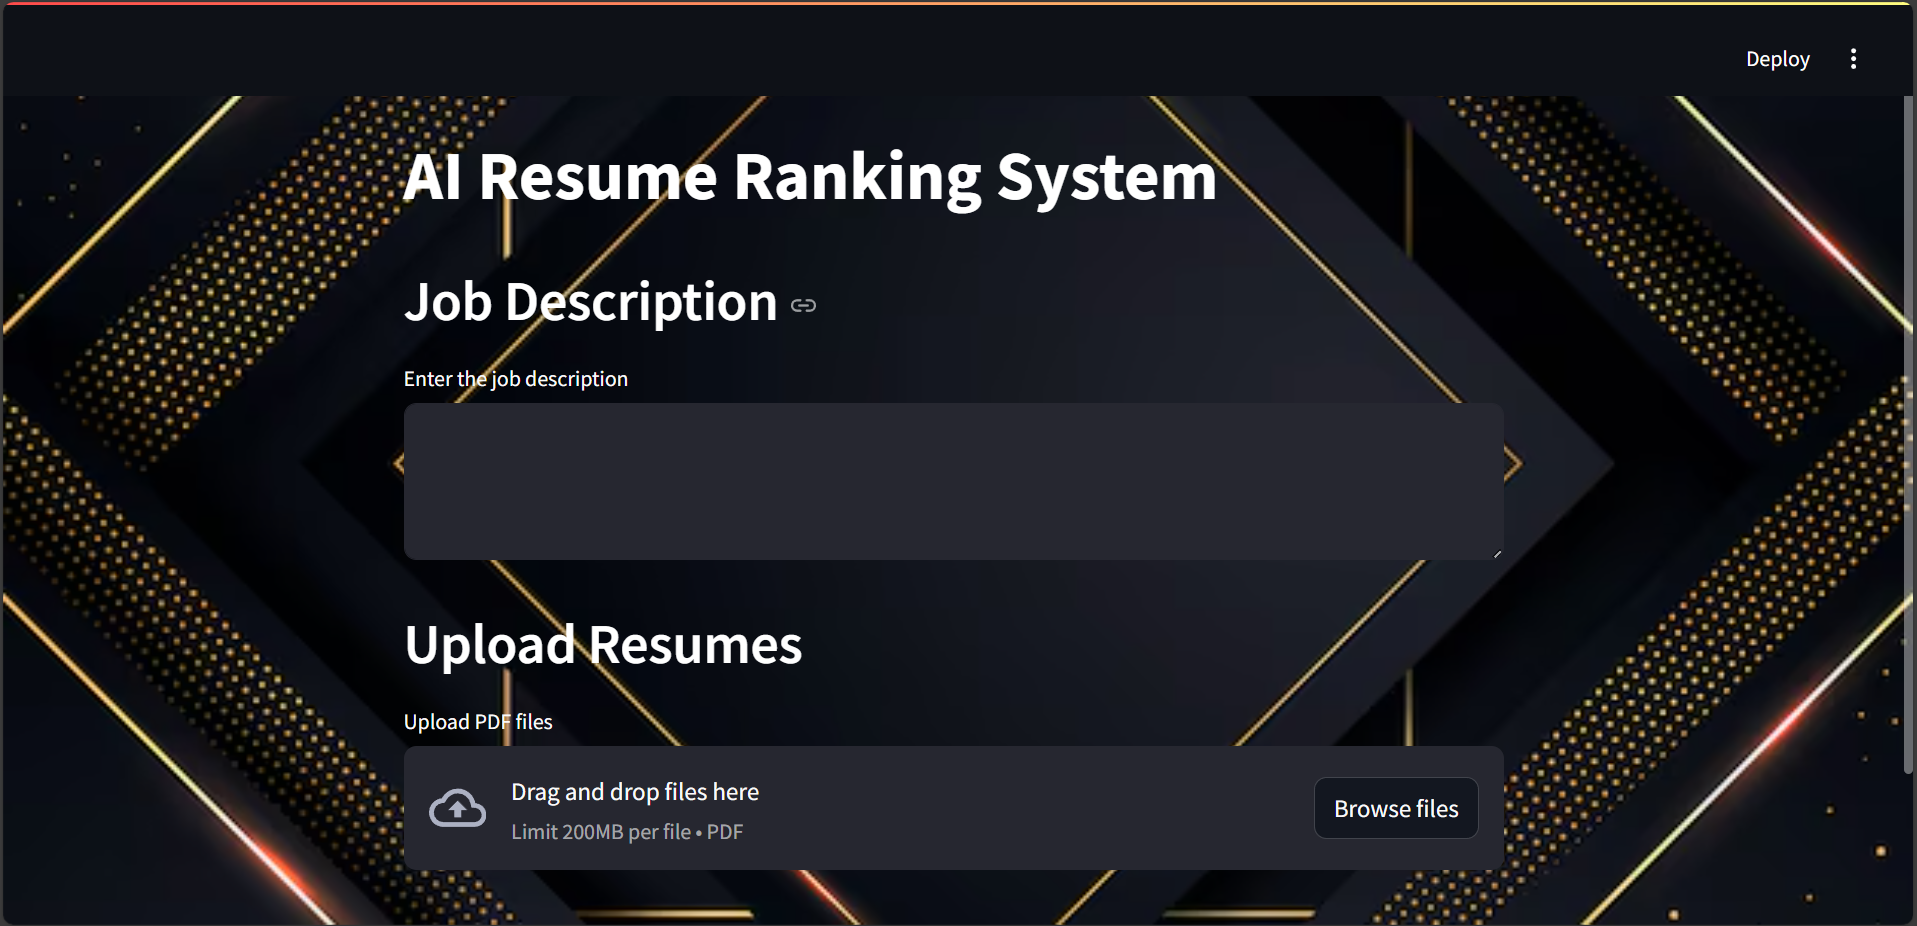 Deploy
AI Resume Ranking System
Job Description
Enter the job description
Upload Resumes
Upload PDF files
Drag and drop files here
Limit 200MB per file • PDF
Browse files